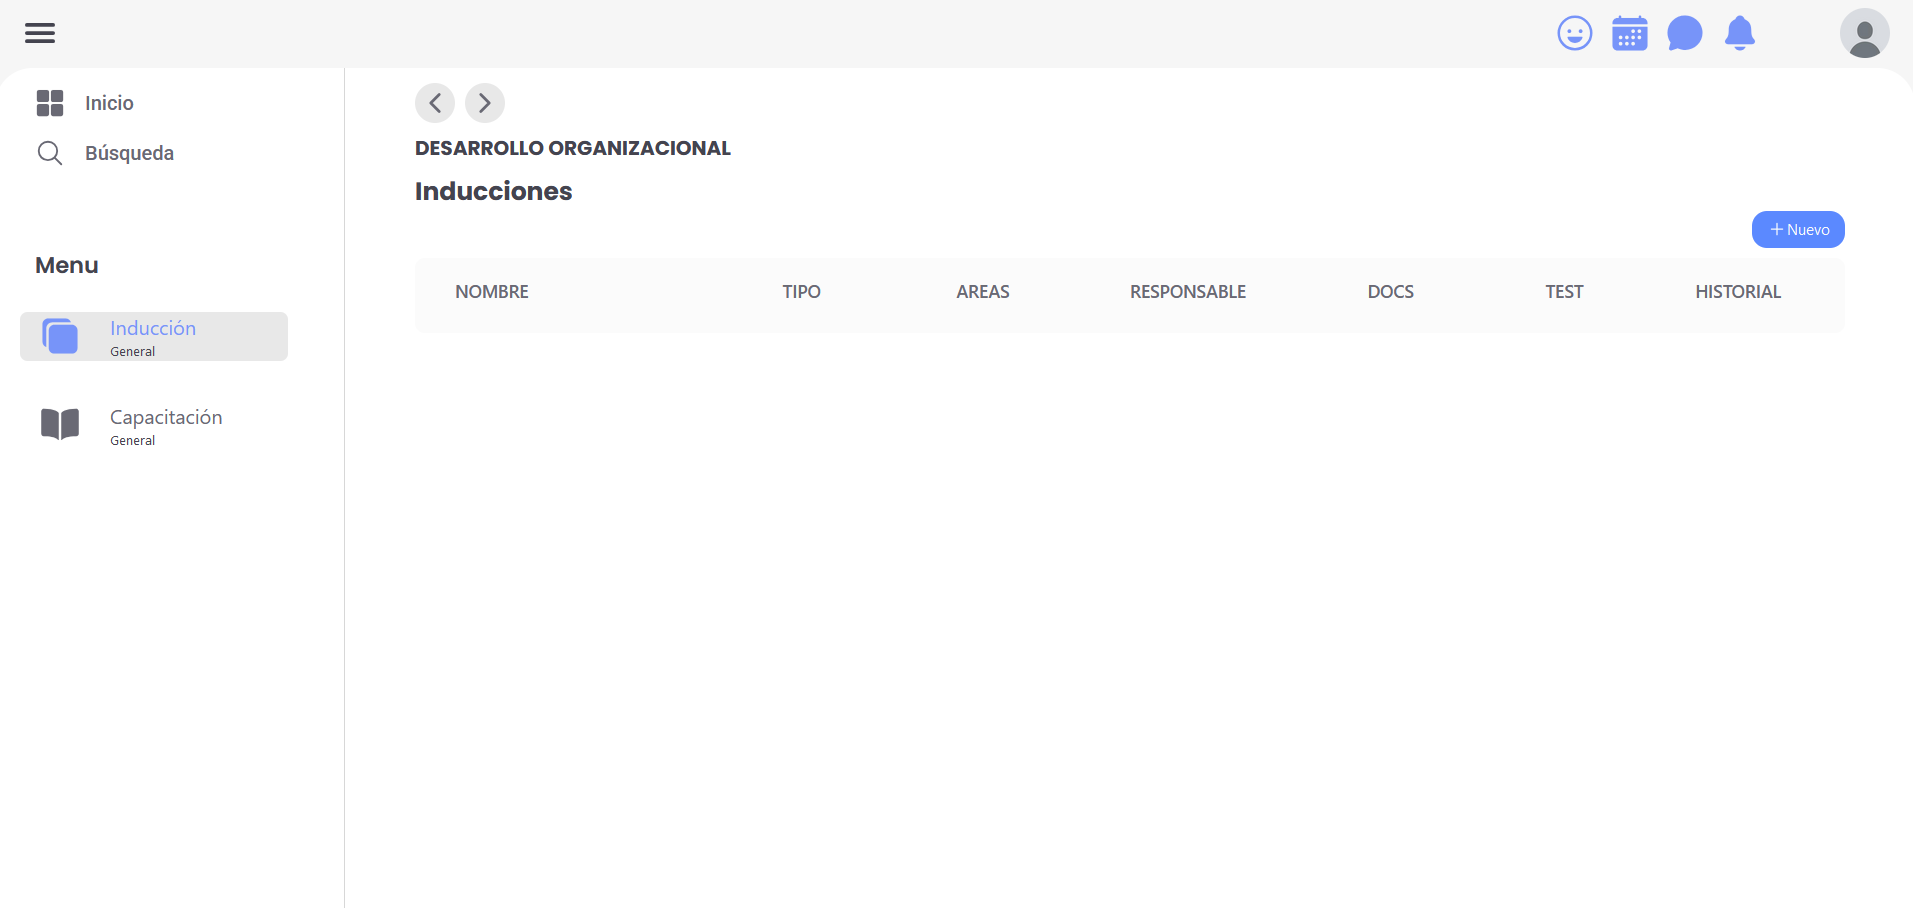 Inicio
Búsqueda
Menu
Inducción
General
Capacitación
General
DESARROLLO ORGANIZACIONAL
Inducciones
+ Nuevo
NOMBRE TIPO AREAS RESPONSABLE DOCS TEST HISTORIAL